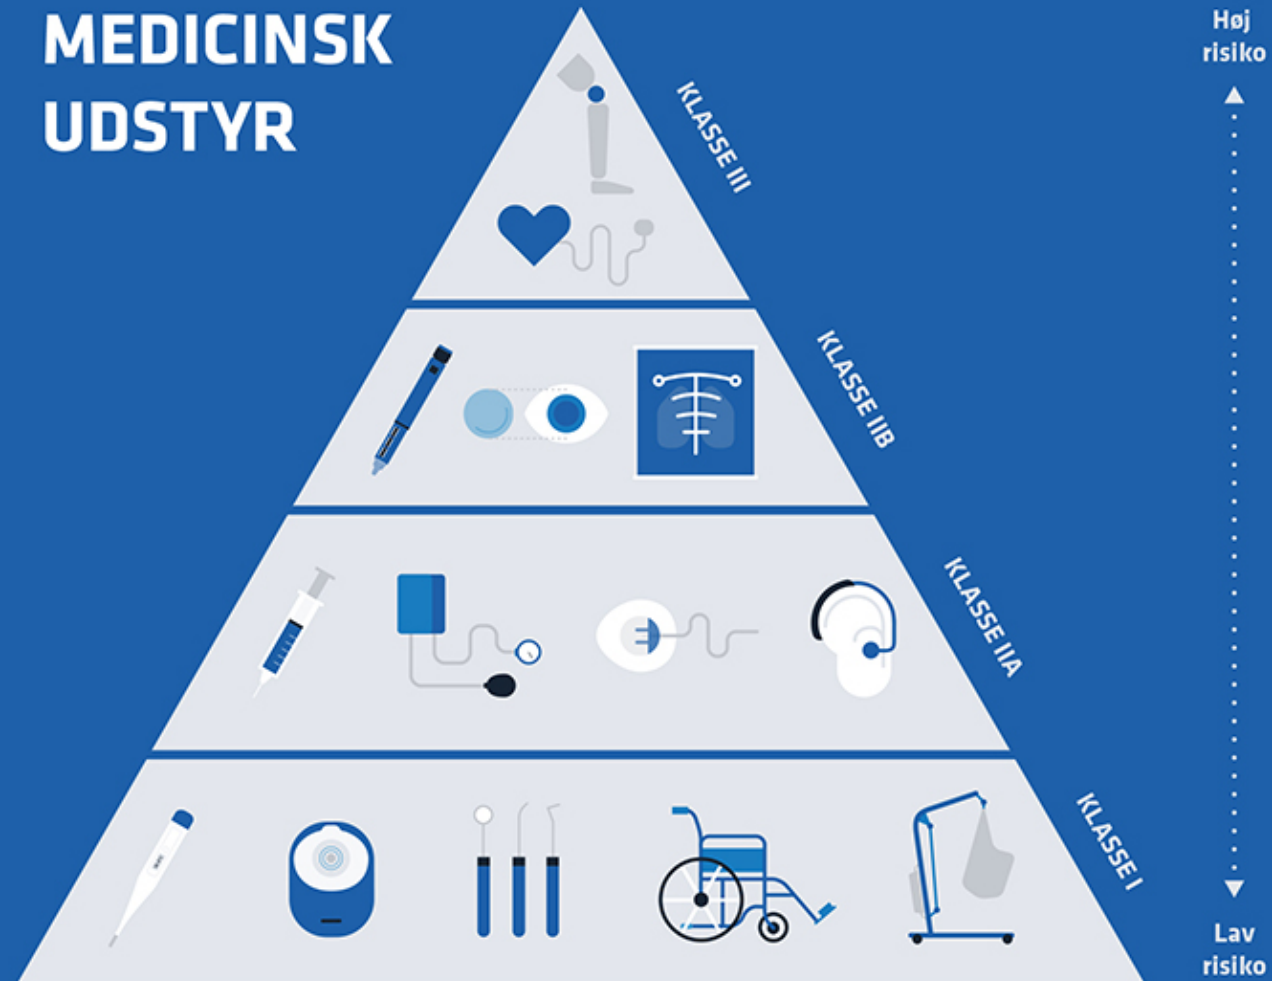 MEDICINSK
UDSTYR
Høj
risiko
KLASSE III
KLASSE IIB
KLASSE IIA
KLASSE I
Lav
risiko